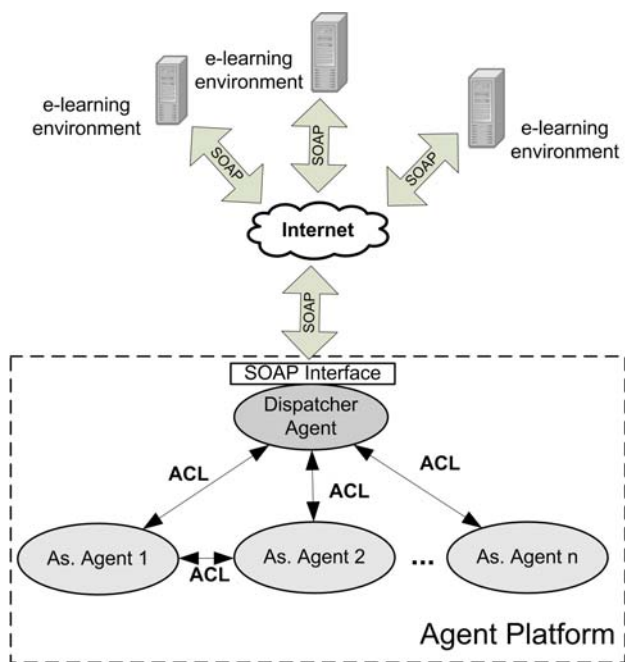 e-learning
environment
e-learning
environment
e-learning
environment
SOAP
SOAP
SOAP
Internet
SOAP
SOAP Interface
Dispatcher
Agent
ACL
ACL
ACL
As. Agent 1
ACL
As. Agent 2
...
As. Agent n
Agent Platform